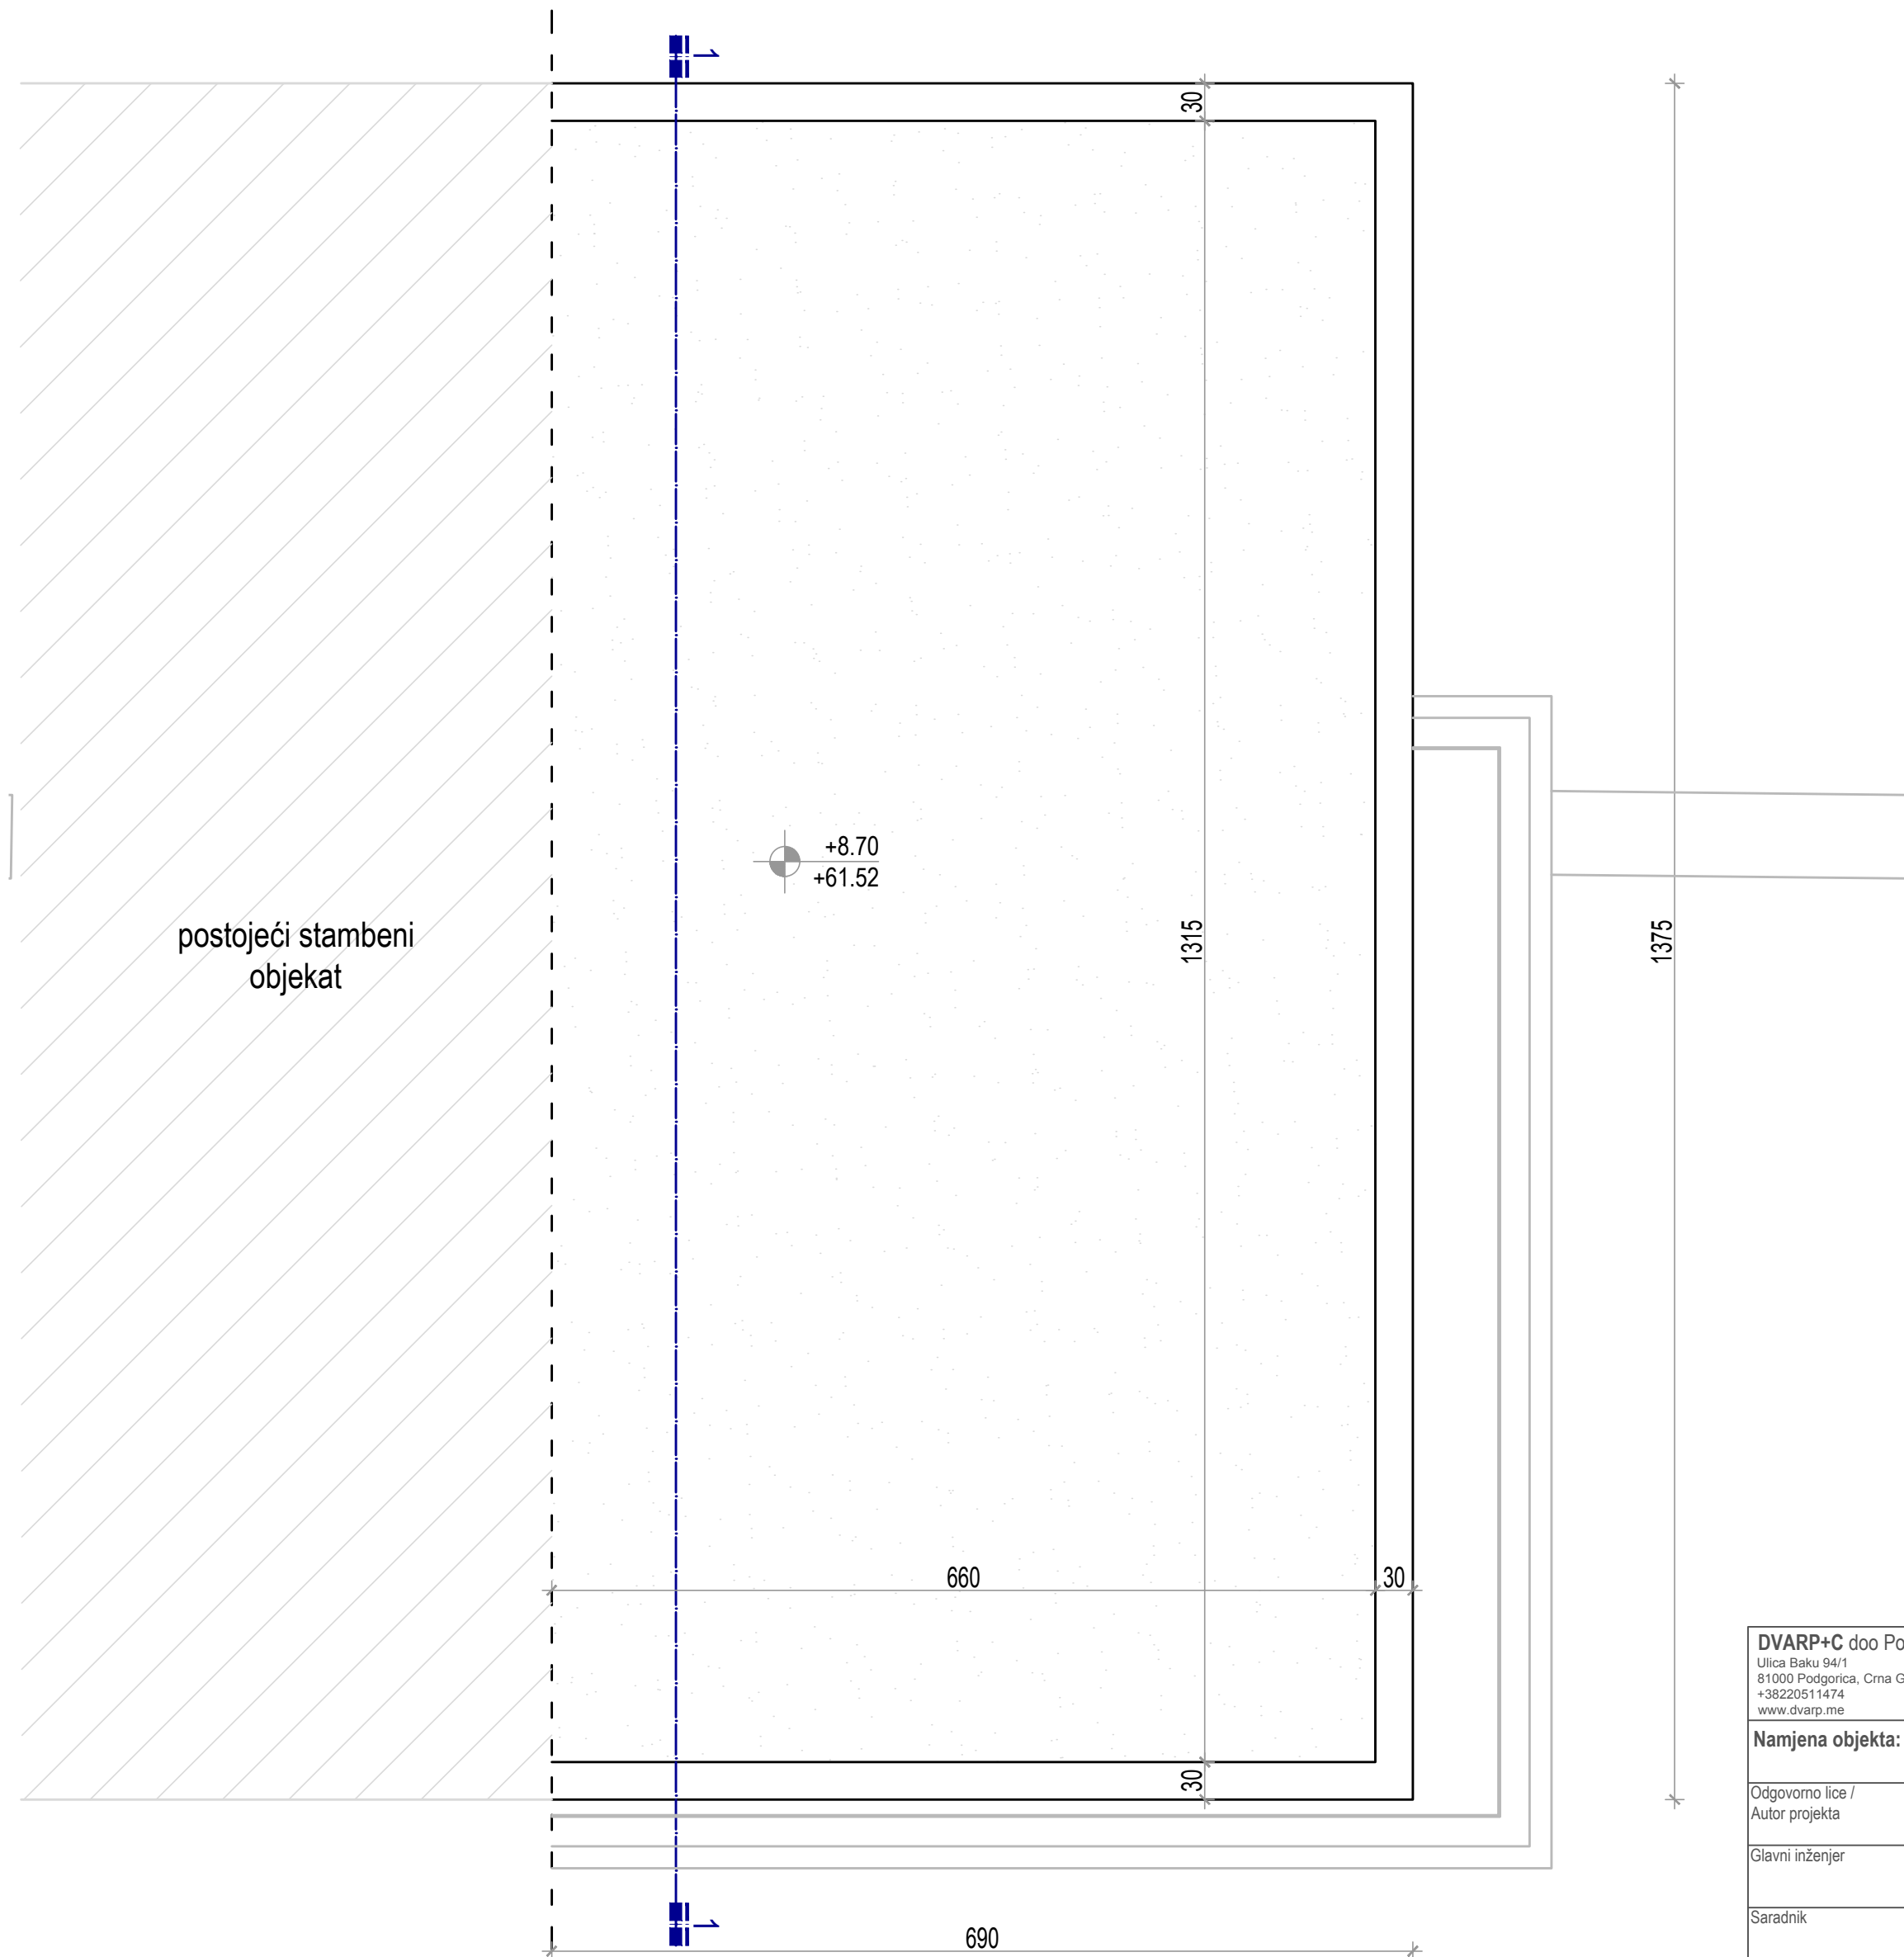 1
30
+8.70
+61.52
postojeći stambeni
objekat
1315
1375
660
30
30
1
690
DVARP+C doo Po
Ulica Baku 94/1
81000 Podgorica, Crna G
+38220511474
www.dvarp.me
Namjena objekta:
Odgovorno lice /
Autor projekta
Glavni inženjer
Saradnik